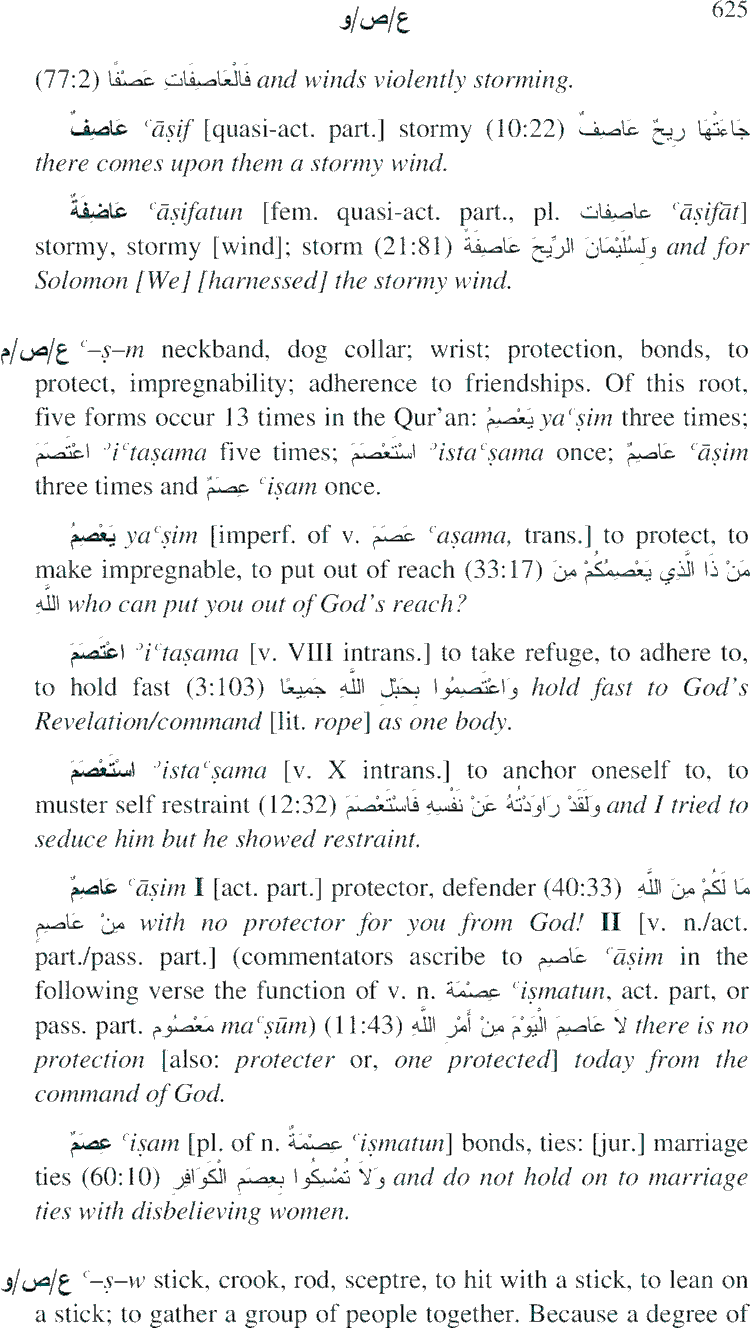 625
ع/ص/و
(77:2) فَالْعَاصِفَاتِ عَصْفًا and winds violently storming.
عَاصِفٌ ʿāṣif [quasi-act. part.] stormy (10:22) جَاءَتْهَا رِيحٌ عَاصِفٌ
there comes upon them a stormy wind.
عَاصِفَةٌ ʿāṣifatun [fem. quasi-act. part., pl. عاصِفات ʿāṣifāt]
stormy, stormy [wind]; storm (21:81) وَلِسُلَيْمَانَ الرِّيحَ عَاصِفَةً and for
Solomon [We] [harnessed] the stormy wind.
ع/ص/م ʿ–ṣ–m neckband, dog collar; wrist; protection, bonds, to
protect, impregnability; adherence to friendships. Of this root,
five forms occur 13 times in the Qur’an: يَعْصِمُ yaʿṣim three times;
اعْتَصَمَ ʾiʿtaṣama five times; اسْتَعْصَمَ ʾistaʿṣama once; عَاصِمٌ ʿāṣim
three times and عِصَمٌ ʿiṣam once.
يَعْصِمُ yaʿṣim [imperf. of v. عَصَمَ ʿaṣama, trans.] to protect, to
make impregnable, to put out of reach (33:17) مَنْ ذَا الَّذِي يَعْصِمُكُمْ مِنَ
اللَّهِ who can put you out of God’s reach?
اعْتَصَمَ ʾiʿtaṣama [v. VIII intrans.] to take refuge, to adhere to,
to hold fast (3:103) وَاعْتَصِمُوا بِحَبْلِ اللَّهِ جَمِيعًا hold fast to God’s
Revelation/command [lit. rope] as one body.
اسْتَعْصَمَ ʾistaʿṣama [v. X intrans.] to anchor oneself to, to
muster self restraint (12:32) وَلَقَدْ رَاوَدْتُهُ عَنْ نَفْسِهِ فَاسْتَعْصَمَ and I tried to
seduce him but he showed restraint.
عَاصِمٌ ʿāṣim I [act. part.] protector, defender (40:33) مَا لَكُمْ مِنَ اللَّهِ
مِنْ عَاصِمٍ with no protector for you from God! II [v. n./act.
part./pass. part.] (commentators ascribe to عاصِم ʿāṣim in the
following verse the function of v. n. عِصْمَة ʿiṣmatun, act. part, or
pass. part. مَعْصُوم maʿṣūm) (11:43) لاَ عَاصِمَ الْيَوْمَ مِنْ أَمْرِ اللَّهِ there is no
protection [also: protecter or, one protected] today from the
command of God.
عِصَمٌ ʿiṣam [pl. of n. عِصْمَةٌ ʿiṣmatun] bonds, ties: [jur.] marriage
ties (60:10) وَلاَ تُمْسِكُوا بِعِصَمِ الْكَوَافِرِ and do not hold on to marriage
ties with disbelieving women.
ع/ص/و ʿ–ṣ–w stick, crook, rod, sceptre, to hit with a stick, to lean on
a stick; to gather a group of people together. Because a degree of